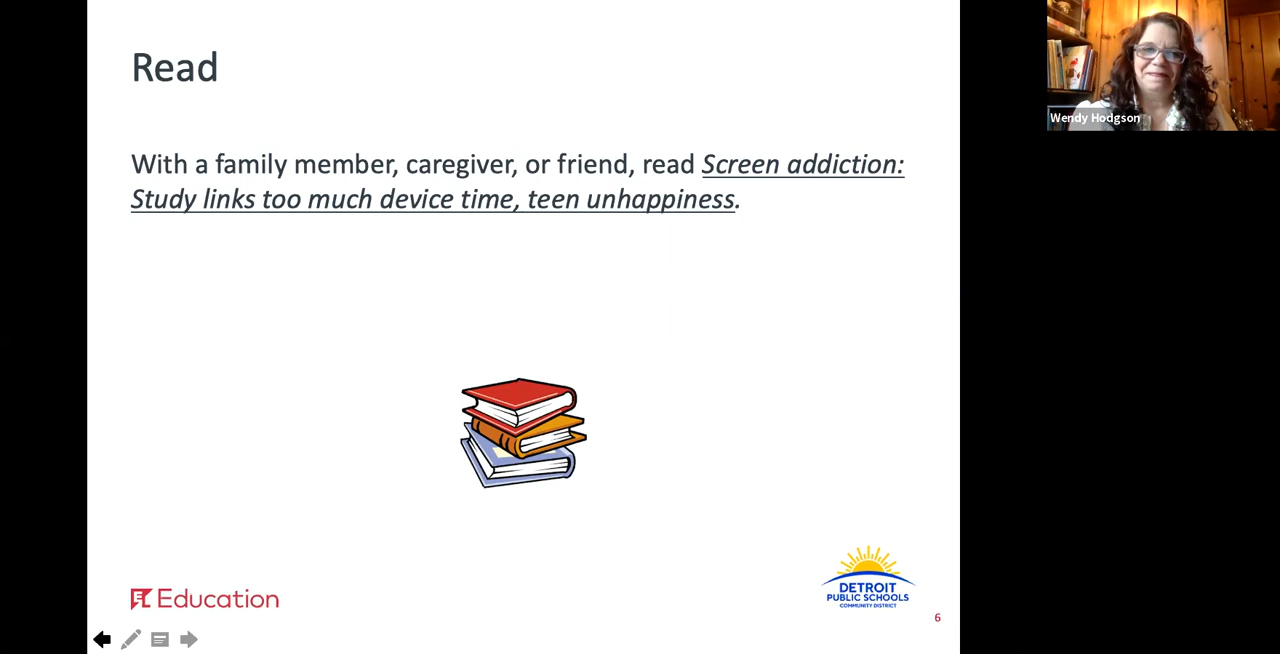 Read
With a family member, caregiver, or friend, read Screen addiction:
Study links too much device time, teen unhappiness.
Wendy Hodgson
EL Education
DETROIT
PUBLIC SCHOOLS
COMMUNITY DISTRICT
6